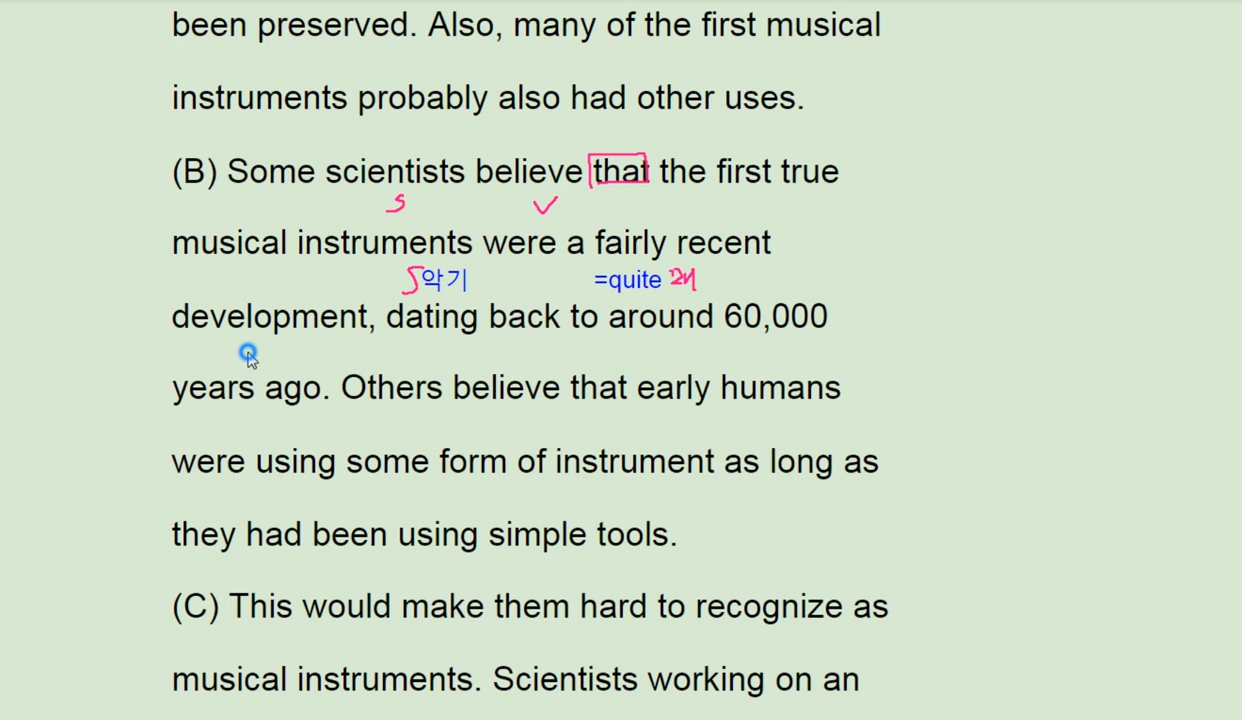 been preserved. Also, many of the first musical
instruments probably also had other uses.
(B) Some scientists believe that the first true
s v
musical instruments were a fairly recent
s 악기 =quite 꽤
development, dating back to around 60,000
years ago. Others believe that early humans
were using some form of instrument as long as
they had been using simple tools.
(C) This would make them hard to recognize as
musical instruments. Scientists working on an